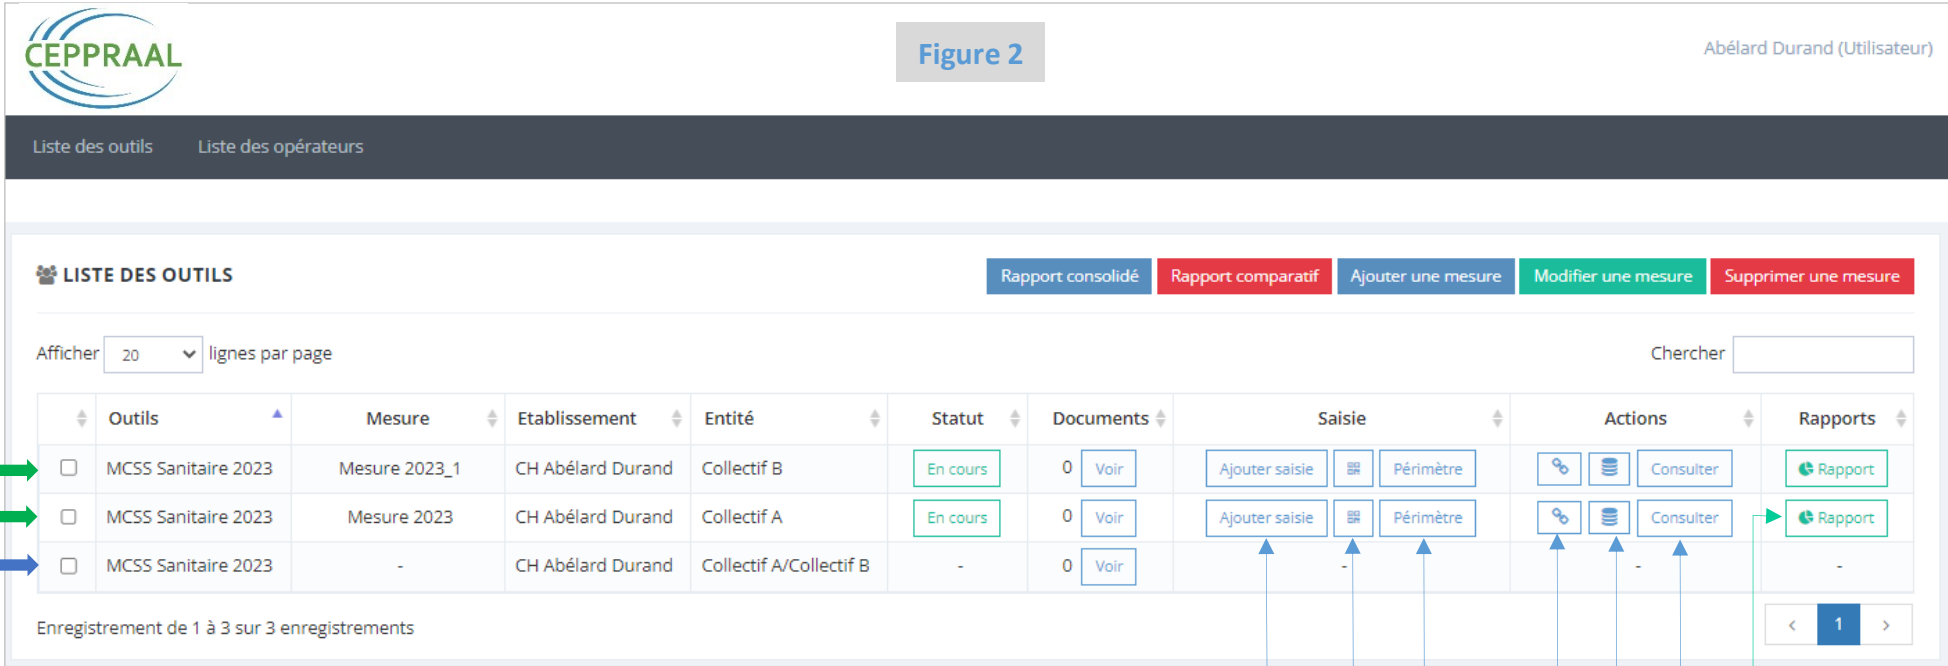 CEPPRAAL
Figure 2
Abélard Durand (Utilisateur)
Liste des outils Liste des opérateurs
LISTE DES OUTILS
Rapport consolidé Rapport comparatif Ajouter une mesure Modifier une mesure Supprimer une mesure
Afficher 20 lignes par page Chercher
Outils Mesure Etablissement Entité Statut Documents Saisie Actions Rapports
MCSS Sanitaire 2023 Mesure 2023_1 CH Abélard Durand Collectif B En cours 0 Voir Ajouter saisie Périmètre Consulter Rapport
MCSS Sanitaire 2023 Mesure 2023 CH Abélard Durand Collectif A En cours 0 Voir Ajouter saisie Périmètre Consulter Rapport
MCSS Sanitaire 2023 - CH Abélard Durand Collectif A/Collectif B - 0 Voir - - -
Enregistrement de 1 à 3 sur 3 enregistrements < 1 >